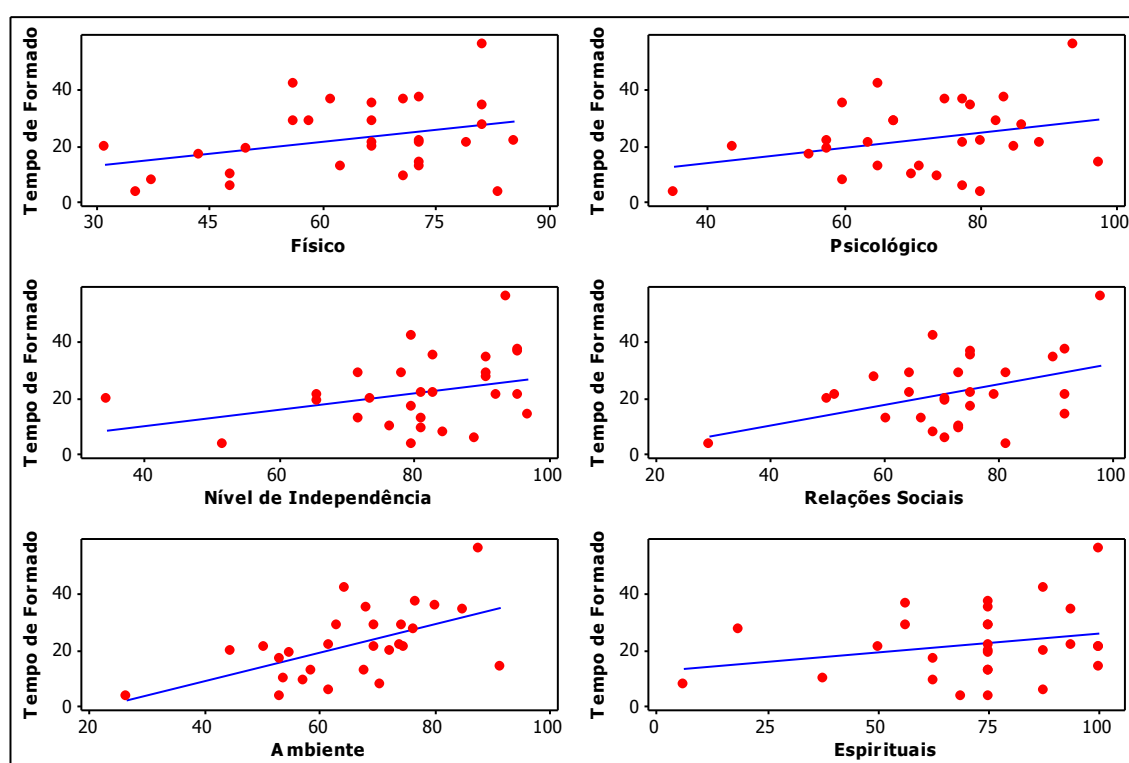 Tempo de Formado
40
20
0
30 45 60 75 90
Físico
Tempo de Formado
40
20
0
40 60 80 100
Psicológico
Tempo de Formado
40
20
0
40 60 80 100
Nível de Independência
Tempo de Formado
40
20
0
20 40 60 80 100
Relações Sociais
Tempo de Formado
40
20
0
20 40 60 80 100
Ambiente
Tempo de Formado
40
20
0
0 25 50 75 100
Espirituais